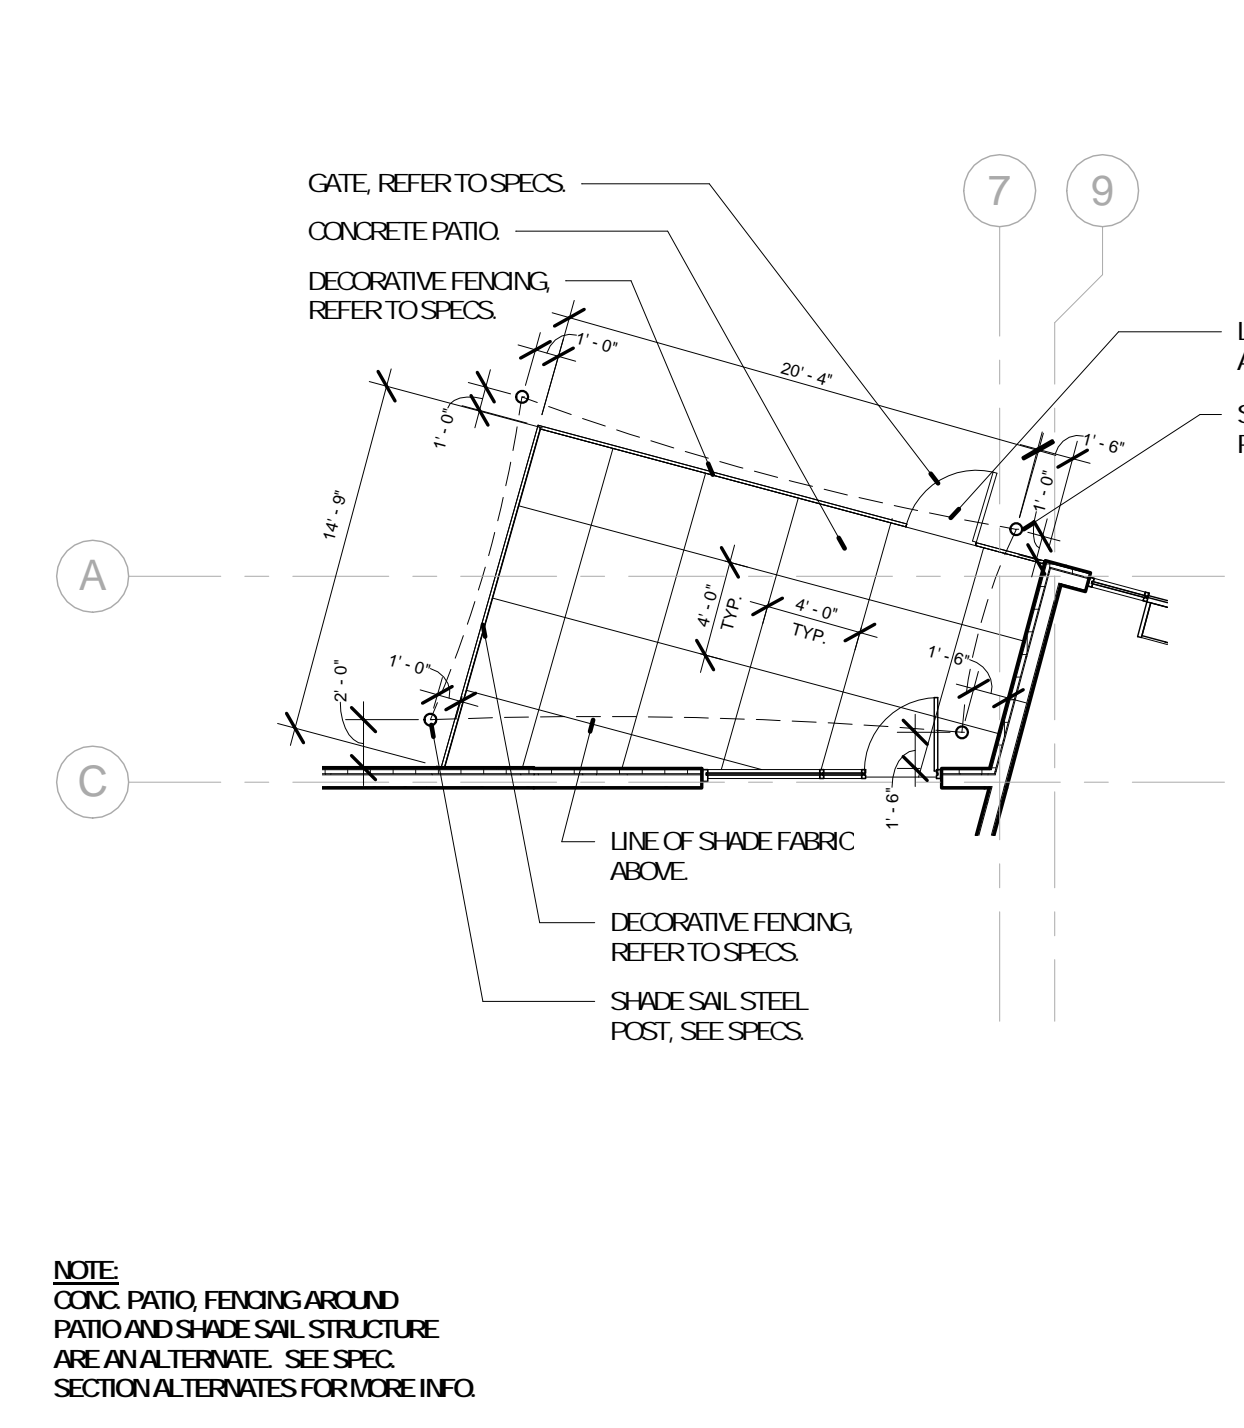 GATE, REFER TO SPECS.
CONCRETE PATIO.
DECORATIVE FENCING,
REFER TO SPECS.
7
9
L
A
S
P
1' - 0"
20' - 4"
1' - 0"
1' - 6"
1' - 0"
14' - 9"
A
4' - 0"
TYP.
4' - 0"
TYP.
1' - 0"
2' - 0"
1' - 6"
C
1' - 6"
LINE OF SHADE FABRIC
ABOVE.
DECORATIVE FENCING,
REFER TO SPECS.
SHADE SAIL STEEL
POST, SEE SPECS.
NOTE:
CONC. PATIO, FENCING AROUND
PATIO AND SHADE SAIL STRUCTURE
ARE AN ALTERNATE. SEE SPEC.
SECTION ALTERNATES FOR MORE INFO.